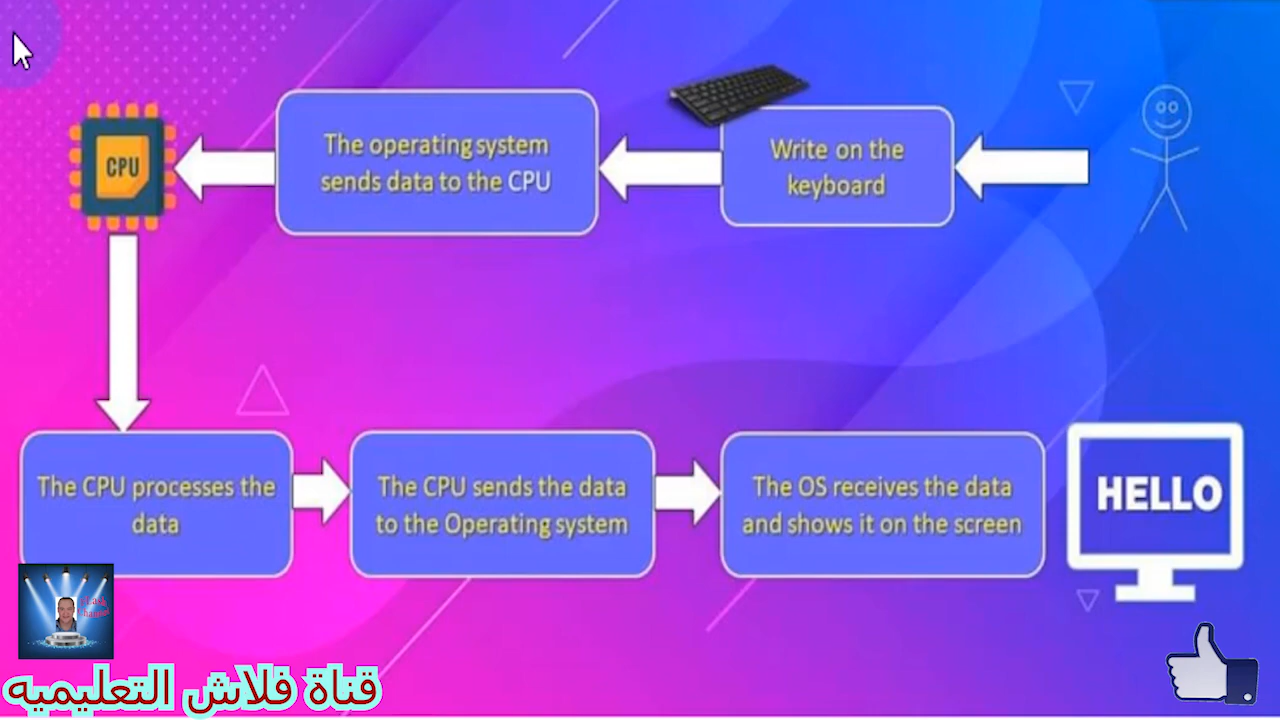 Write on the
keyboard
The operating system
sends data to the CPU
CPU
The CPU processes the
data
The CPU sends the data
to the Operating system
The OS receives the data
and shows it on the screen
HELLO
قناة فلاش التعليميه